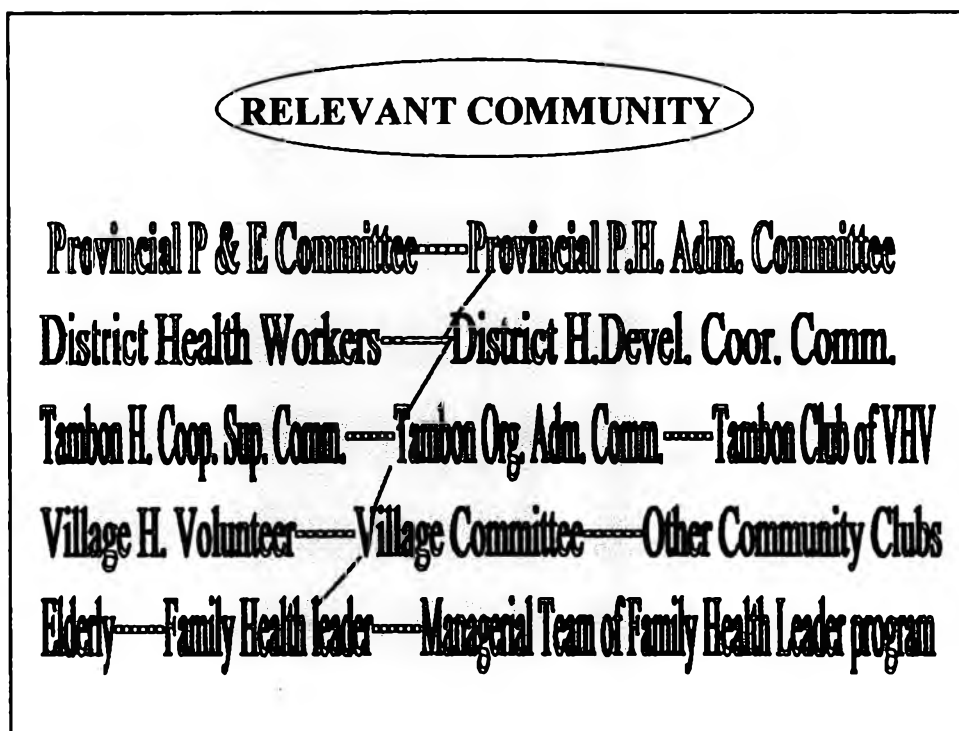 RELEVANT COMMUNITY
Provincial P & E Committee Provincial P.H. Adm. Committee
District Health Workers District H.Devel. Coor. Comm.
Tambon H. Coop. Sup. Comm. Tambon Org. Adm. Comm. Tambon Club of VHV
Village H. Volunteer Village Committee Other Community Clubs
Elderly Family Health leader Managerial Team of Family Health Leader program